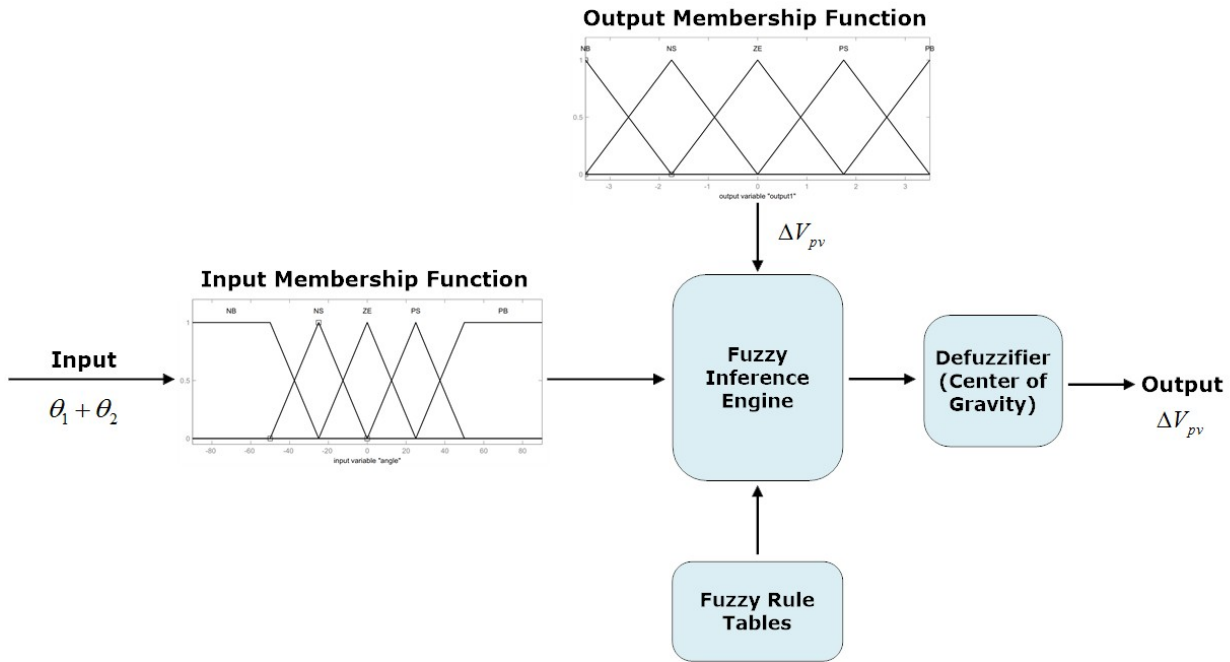 Output Membership Function
NB NS ZE PS PB
1
0.5
0
-3 -2 -1 0 1 2 3
output variable "output1"
ΔV_pv
Input Membership Function
NB NS ZE PS PB
1
0.5
0
-80 -60 -40 -20 0 20 40 60 80
input variable "angle"
Input
θ₁ + θ₂
Fuzzy
Inference
Engine
Defuzzifier
(Center of
Gravity)
Output
ΔV_pv
Fuzzy Rule
Tables